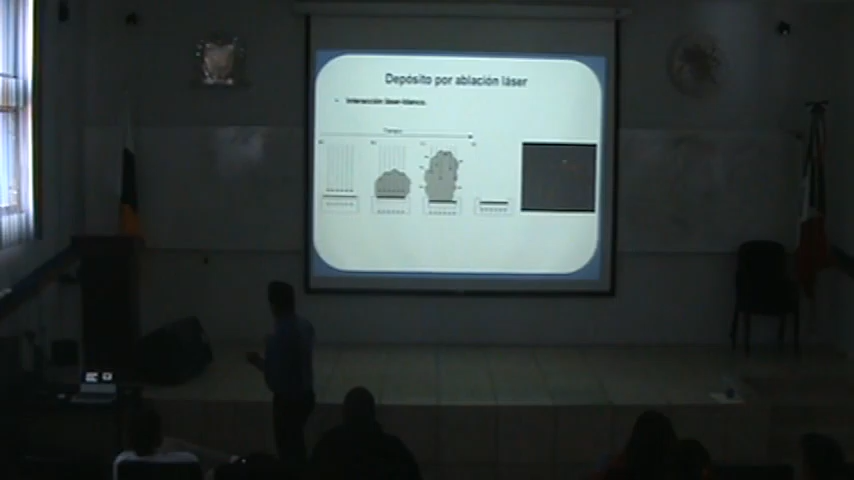 Depósito por ablación láser
Interacción láser-blanco.
Tiempo